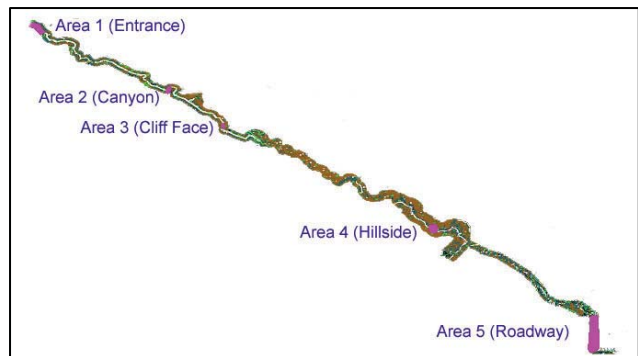 Area 1 (Entrance)
Area 2 (Canyon)
Area 3 (Cliff Face)
Area 4 (Hillside)
Area 5 (Roadway)